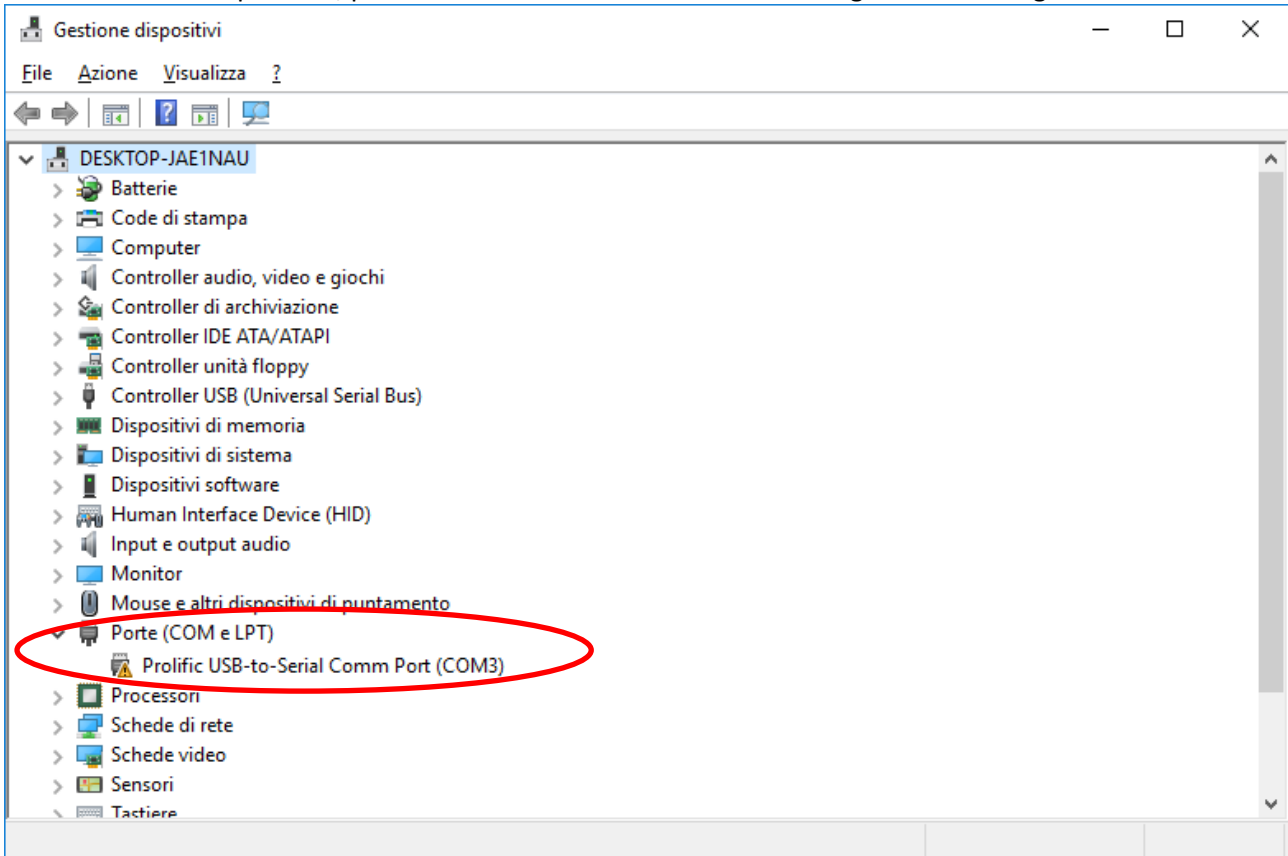 Gestione dispositivi
File Azione Visualizza ?
DESKTOP-JAE1NAU
Batterie
Code di stampa
Computer
Controller audio, video e giochi
Controller di archiviazione
Controller IDE ATA/ATAPI
Controller unità floppy
Controller USB (Universal Serial Bus)
Dispositivi di memoria
Dispositivi di sistema
Dispositivi software
Human Interface Device (HID)
Input e output audio
Monitor
Mouse e altri dispositivi di puntamento
Porte (COM e LPT)
Prolific USB-to-Serial Comm Port (COM3)
Processori
Schede di rete
Schede video
Sensori
Tastiere